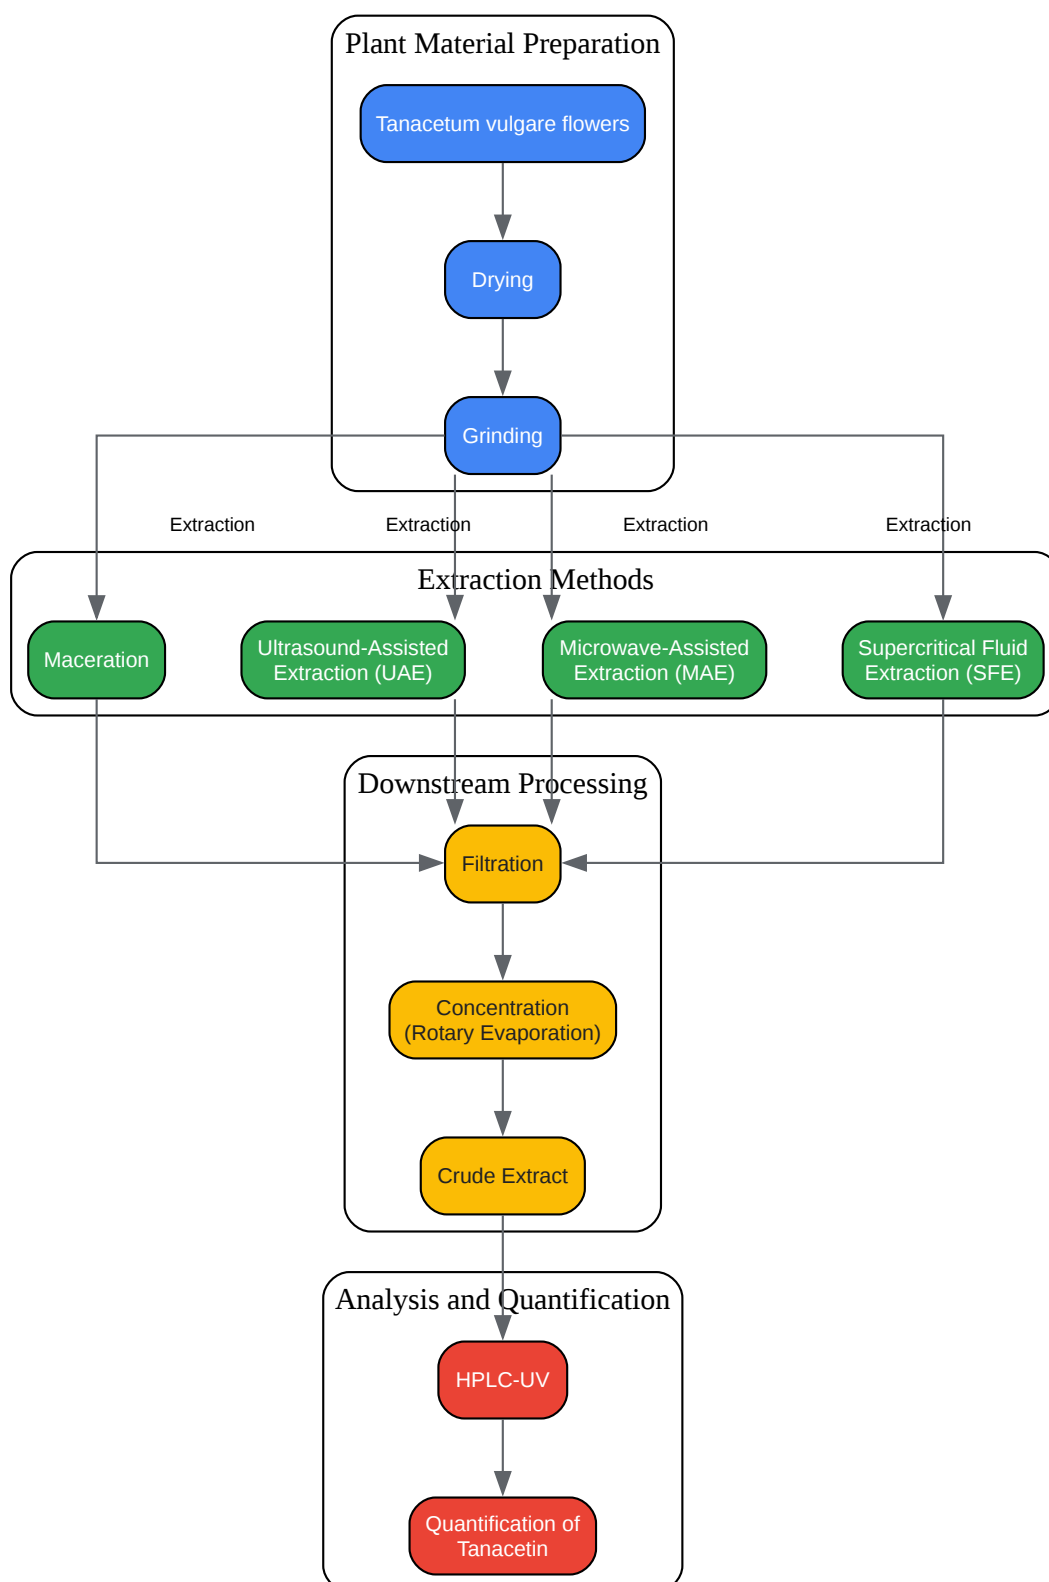 Plant Material Preparation
Tanacetum vulgare flowers
Drying
Grinding
Extraction
Extraction
Extraction
Extraction
Extraction Methods
Maceration
Ultrasound-Assisted
Extraction (UAE)
Microwave-Assisted
Extraction (MAE)
Supercritical Fluid
Extraction (SFE)
Downstream Processing
Filtration
Concentration
(Rotary Evaporation)
Crude Extract
Analysis and Quantification
HPLC-UV
Quantification of
Tanacetin